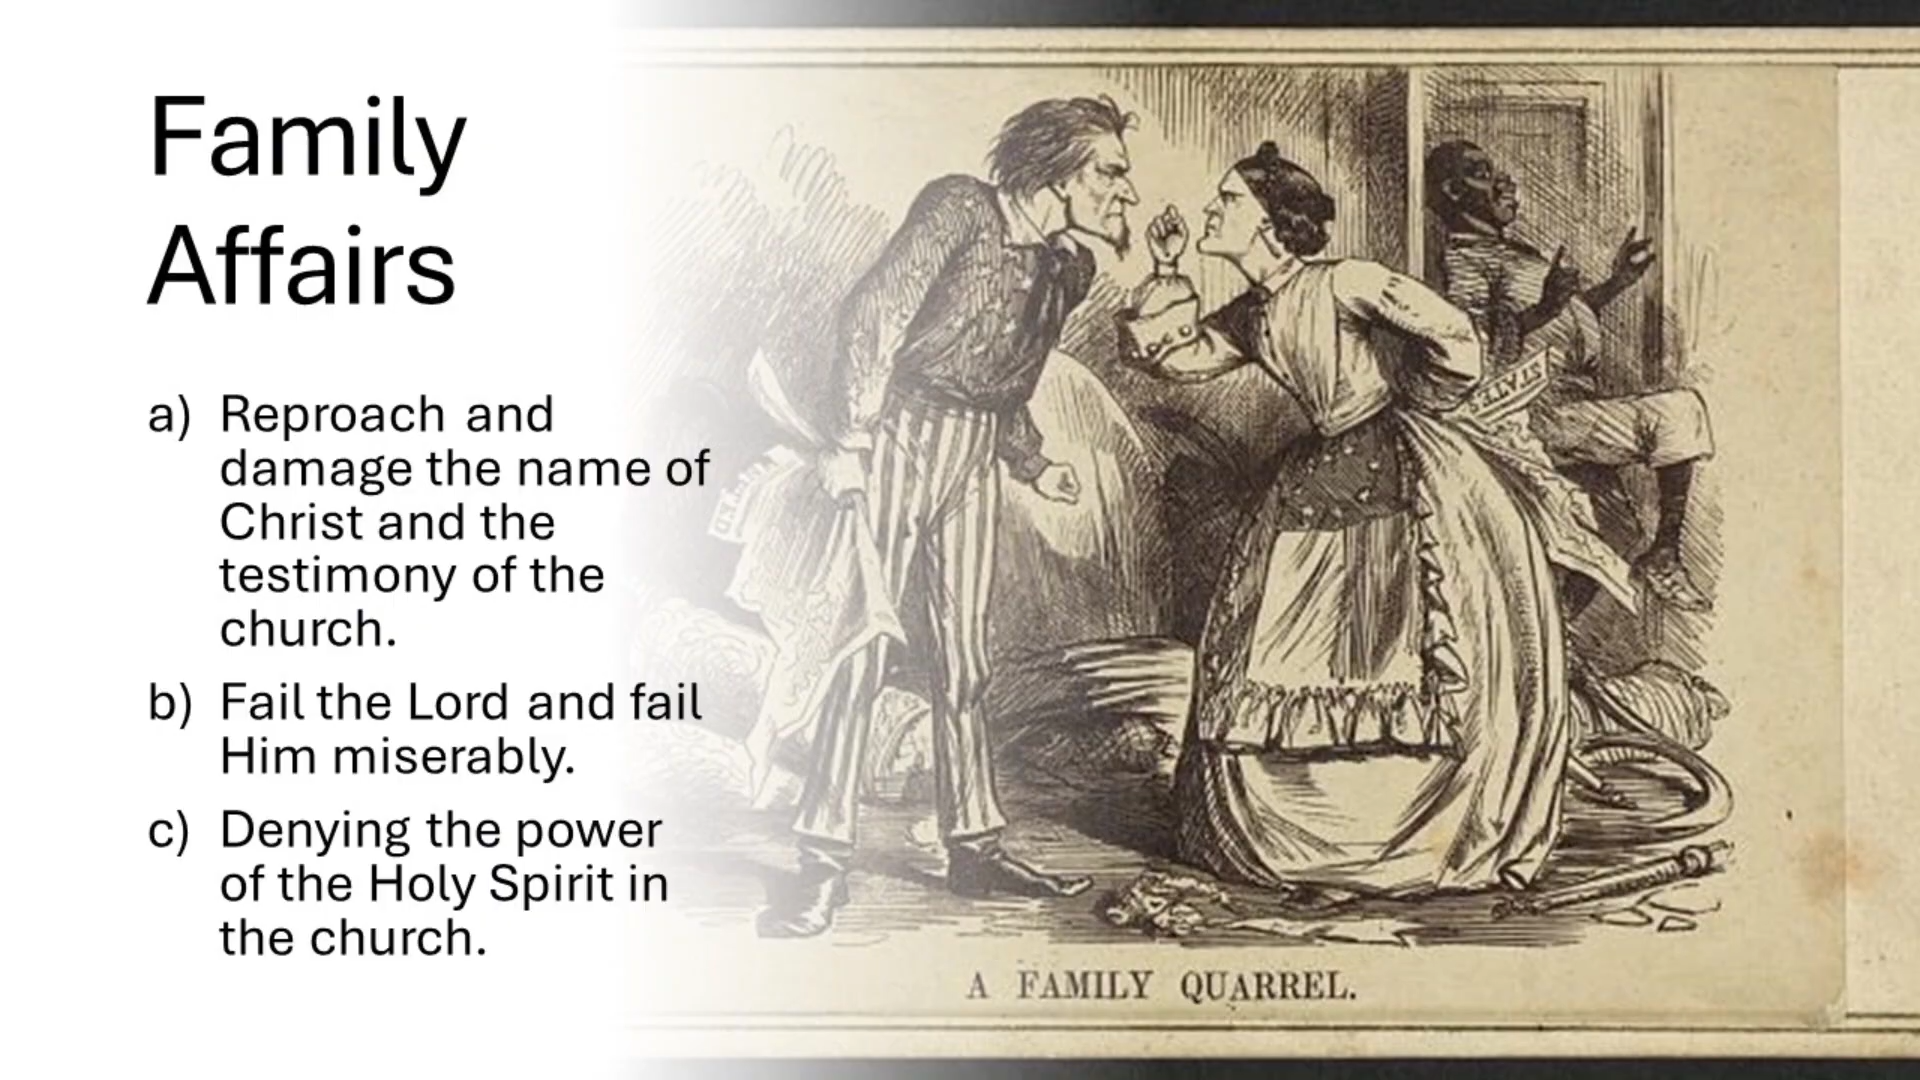 Family
Affairs
a) Reproach and
damage the name of
Christ and the
testimony of the
church.
b) Fail the Lord and fail
Him miserably.
c) Denying the power
of the Holy Spirit in
the church.
STATES
A FAMILY QUARREL.